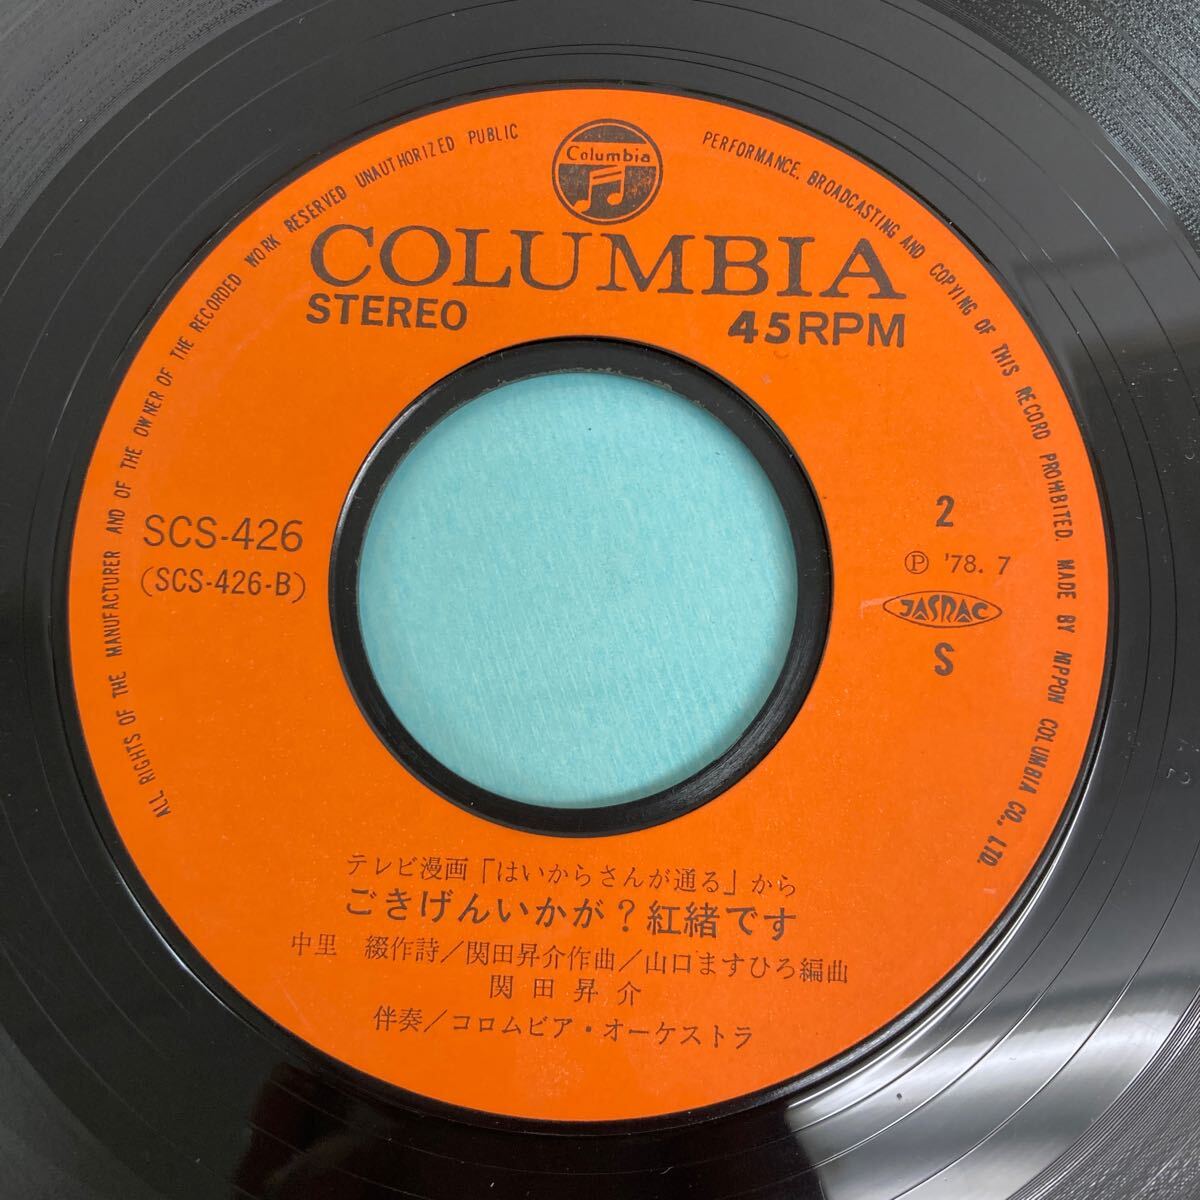 ALL RIGHTS OF THE MANUFACTURER AND OF THE OWNER OF THE RECORDED WORK RESERVED UNAUTHORIZED PUBLIC PERFORMANCE, BROADCASTING AND COPYING OF THIS RECORD PROHIBITED. MADE BY NIPPON COLUMBIA CO., LTD.
Columbia
COLUMBIA
STEREO 45RPM
SCS-426
(SCS-426-B)
2
Ⓟ '78. 7
JASRAC
S
テレビ漫画「はいからさんが通る」から
ごきげんいかが?紅緒です
中里 綴作詩/関田昇介作曲/山口ますひろ編曲
関田昇介
伴奏/コロムビア・オーケストラ